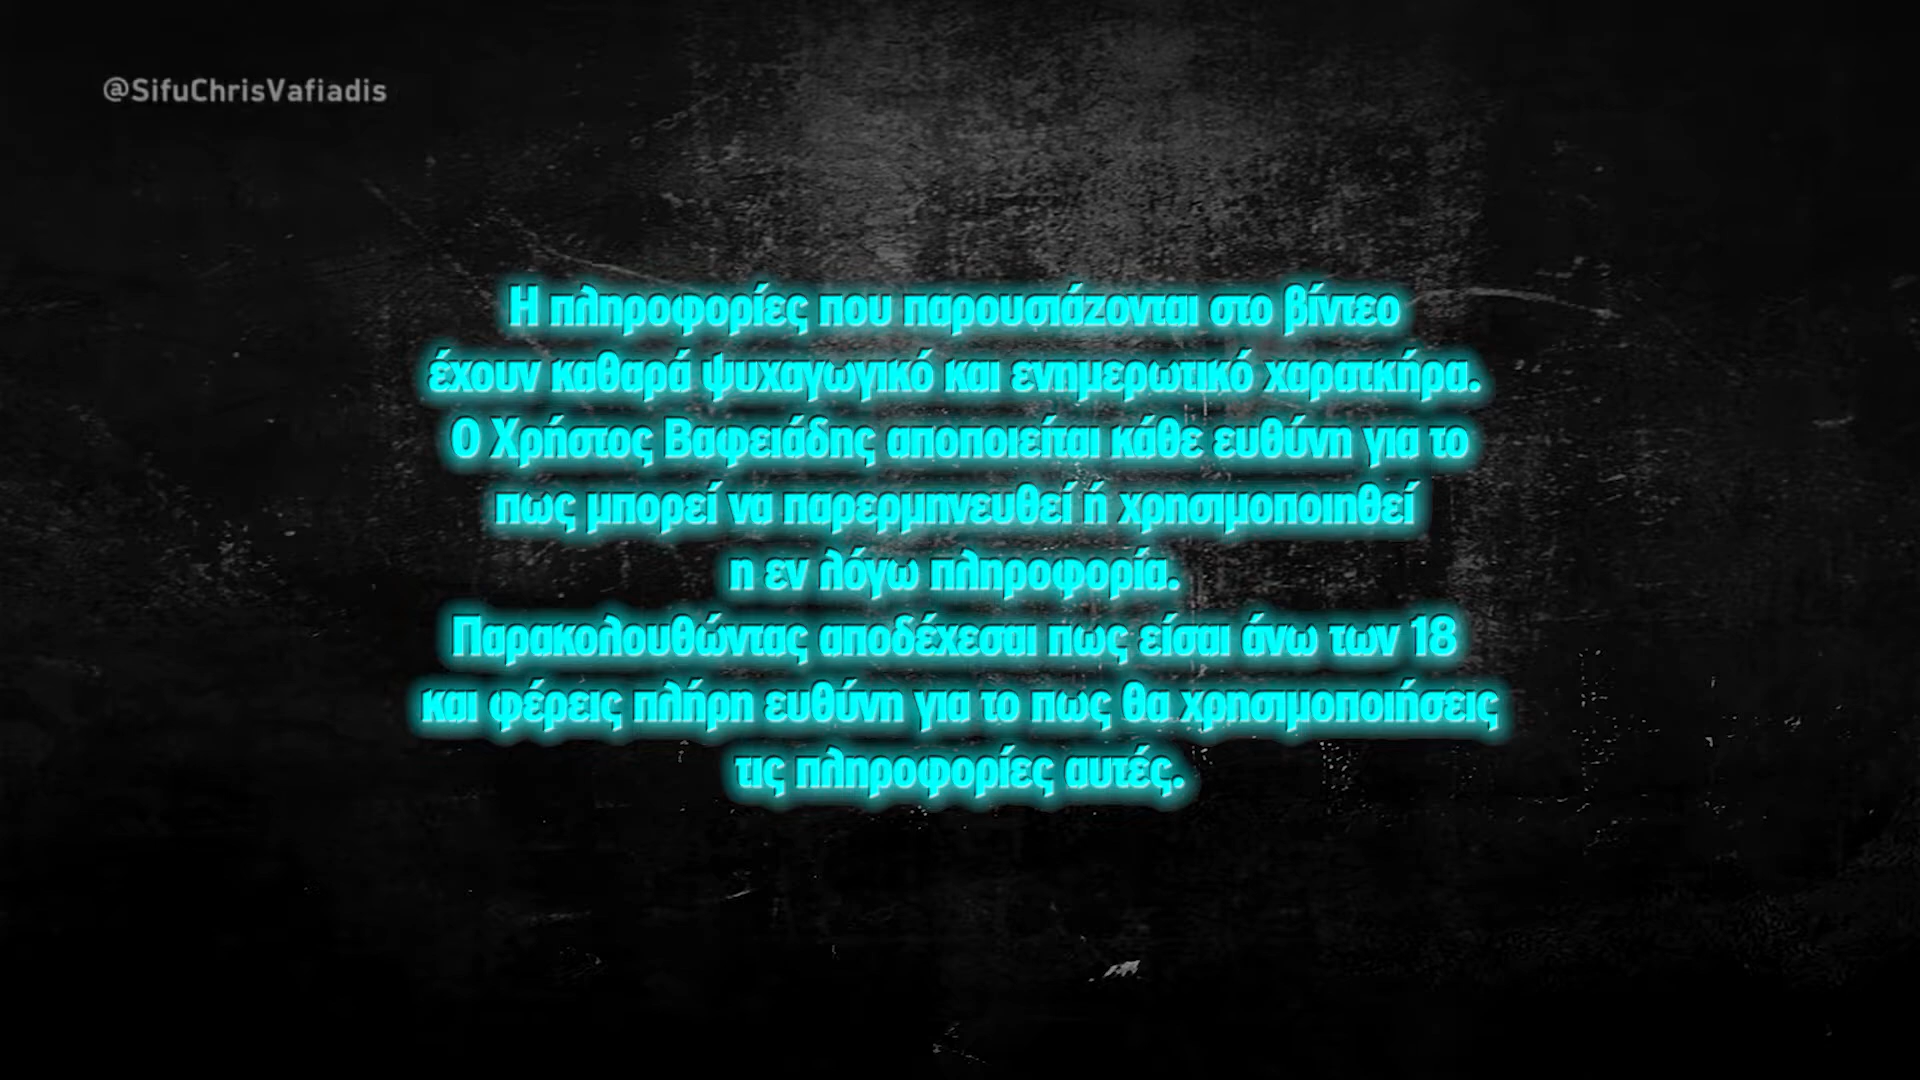 @SifuChrisVafiadis
Η πληροφορίες που παρουσιάζονται στο βίντεο
έχουν καθαρά ψυχαγωγικό και ενημερωτικό χαρατκήρα.
Ο Χρήστος Βαφειάδης αποποιείται κάθε ευθύνη για το
πως μπορεί να παρερμηνευθεί ή χρησιμοποιηθεί
η εν λόγω πληροφορία.
Παρακολουθώντας αποδέχεσαι πως είσαι άνω των 18
και φέρεις πλήρη ευθύνη για το πως θα χρησιμοποιήσεις
τις πληροφορίες αυτές.